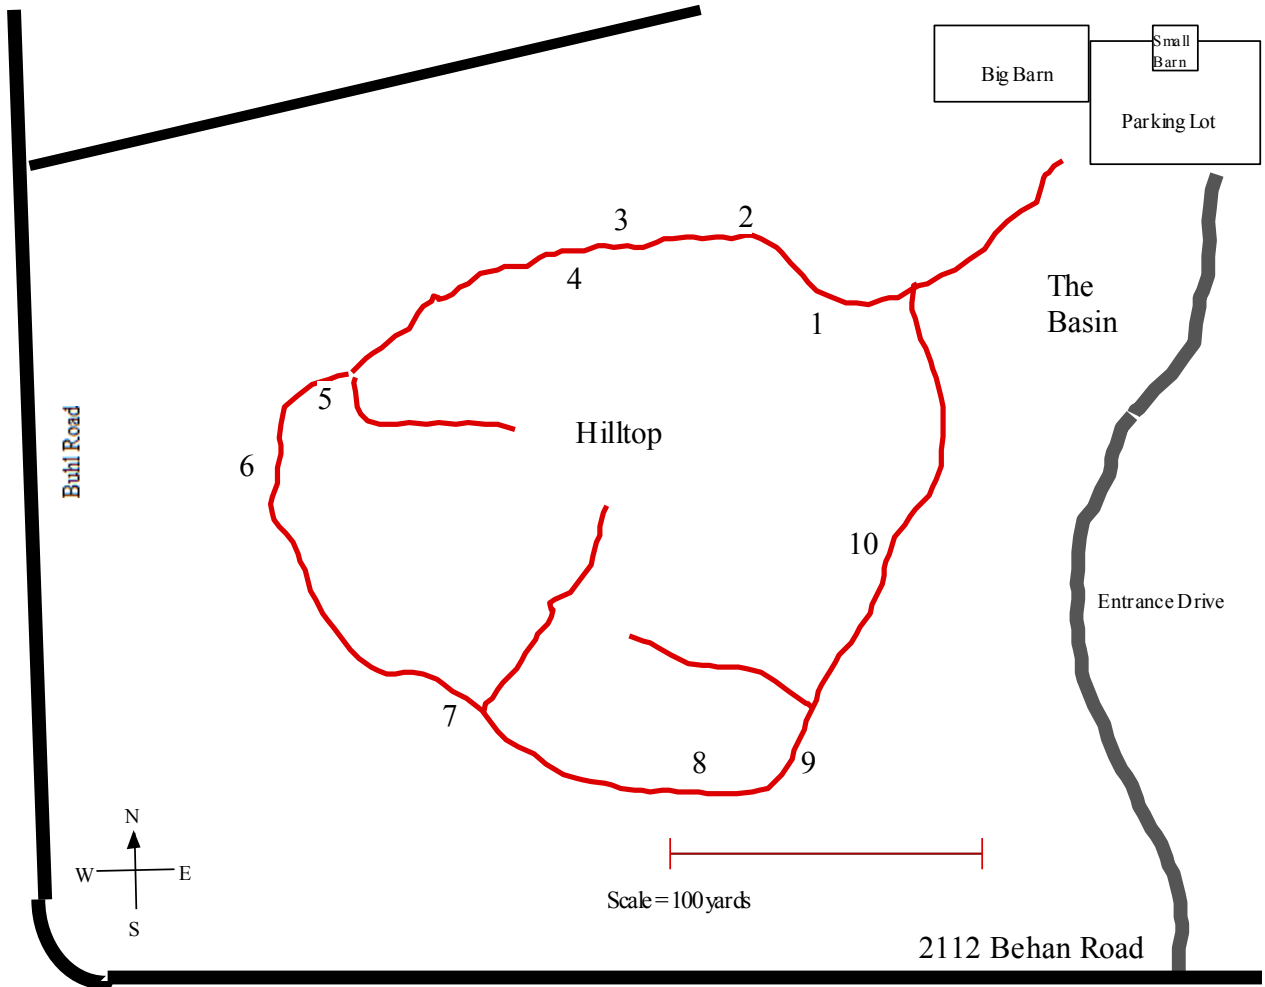 Small
Barn
Big Barn
Parking Lot
3
2
4
The
Basin
1
5
Hilltop
Buhl Road
6
10
Entrance Drive
7
8
9
N
W
E
S
Scale = 100 yards
2112 Behan Road